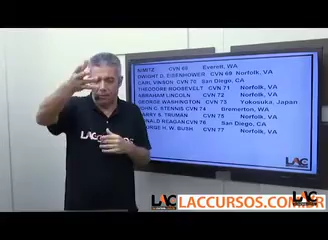 NIMITZ CVN 68 Everett, WA
DWIGHT D. EISENHOWER CVN 69 Norfolk, VA
CARL VINSON CVN 70 San Diego, CA
THEODORE ROOSEVELT CVN 71 Norfolk, VA
ABRAHAM LINCOLN CVN 72 Norfolk, VA
GEORGE WASHINGTON CVN 73 Yokosuka, Japan
JOHN C. STENNIS CVN 74 Bremerton, WA
HARRY S. TRUMAN CVN 75 Norfolk, VA
RONALD REAGAN CVN 76 San Diego, CA
GEORGE H. W. BUSH CVN 77 Norfolk, VA
LAC
LAC
LACCURSOS.COM.BR
LAC